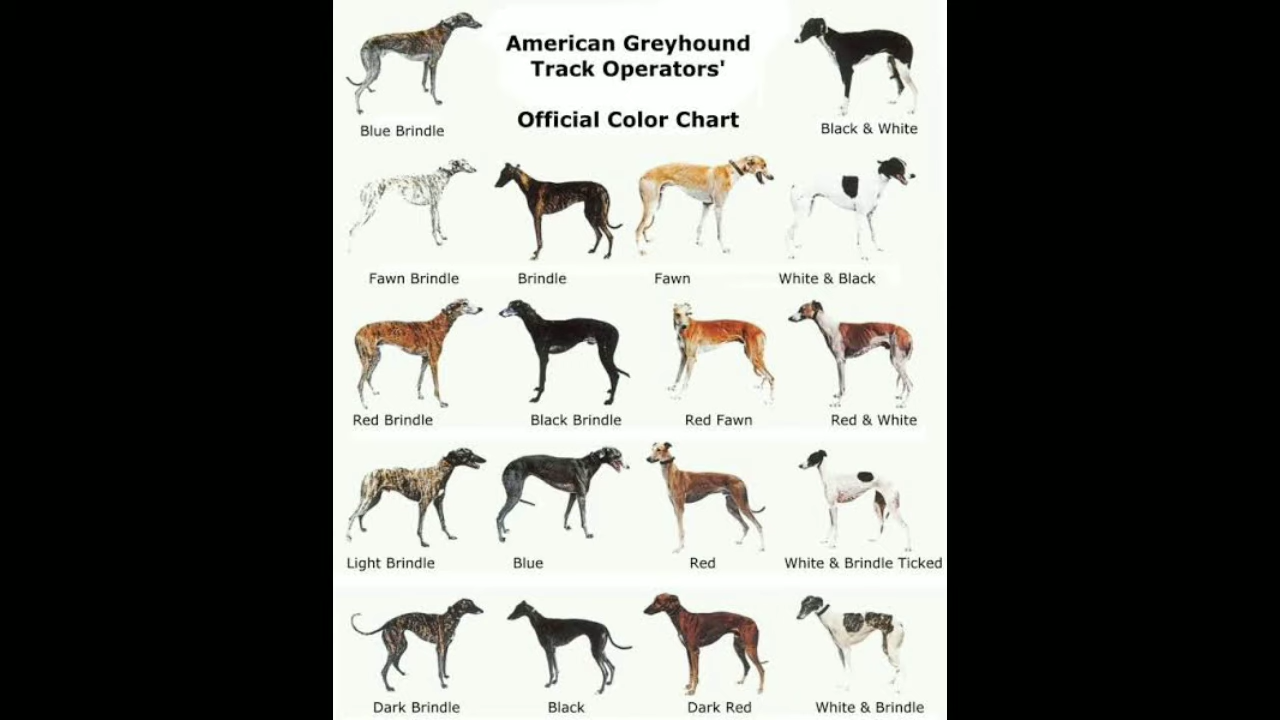 American Greyhound
Track Operators'
Official Color Chart
Blue Brindle
Black & White
Fawn Brindle
Brindle
Fawn
White & Black
Red Brindle
Black Brindle
Red Fawn
Red & White
Light Brindle
Blue
Red
White & Brindle Ticked
Dark Brindle
Black
Dark Red
White & Brindle